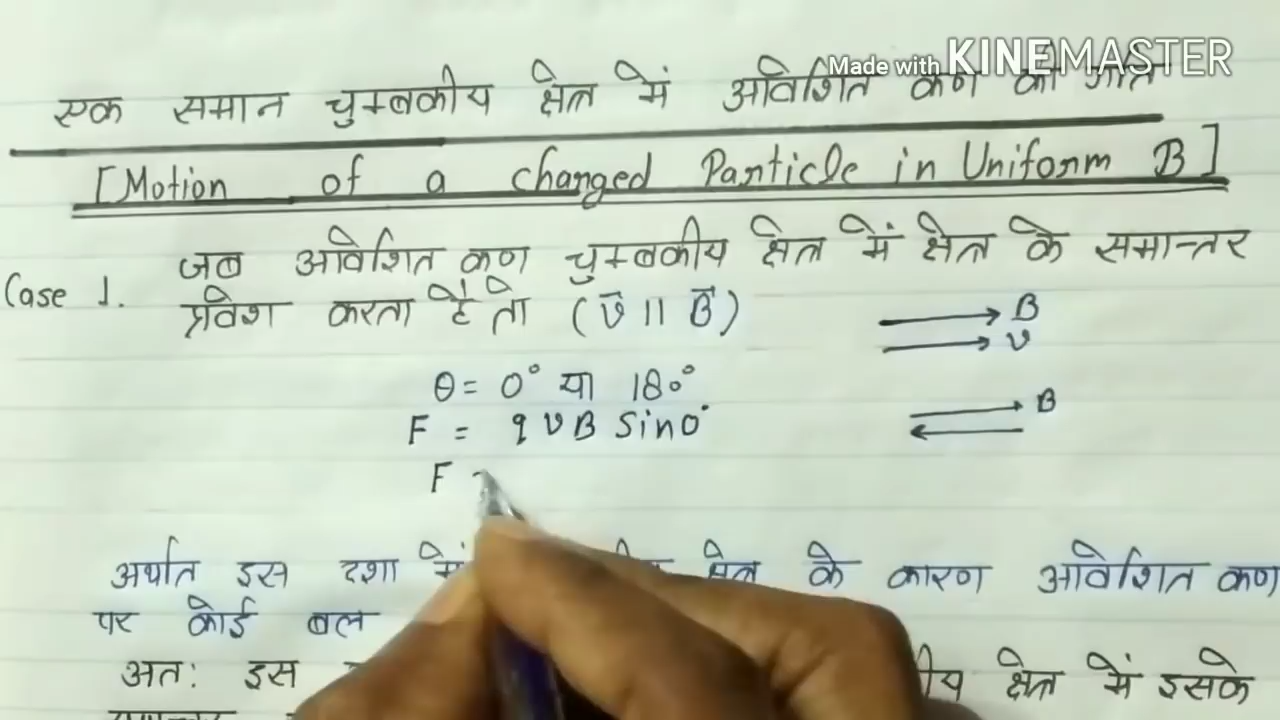 Made with KINEMASTER
एक समान चुम्बकीय क्षेत्र में आवेशित कण की गति
[Motion of a charged Particle in Uniform B]
जब आवेशित कण चुम्बकीय क्षेत्र में क्षेत्र के समान्तर
Case 1. प्रवेश करता है तो (v⃗ || B⃗)
B
v
θ = 0° या 180°
F = qvB Sin0°
B
F
अर्थात इस दशा में क्षेत्र के कारण आवेशित कण
पर कोई बल
अतः इस क्षेत्र में इसके